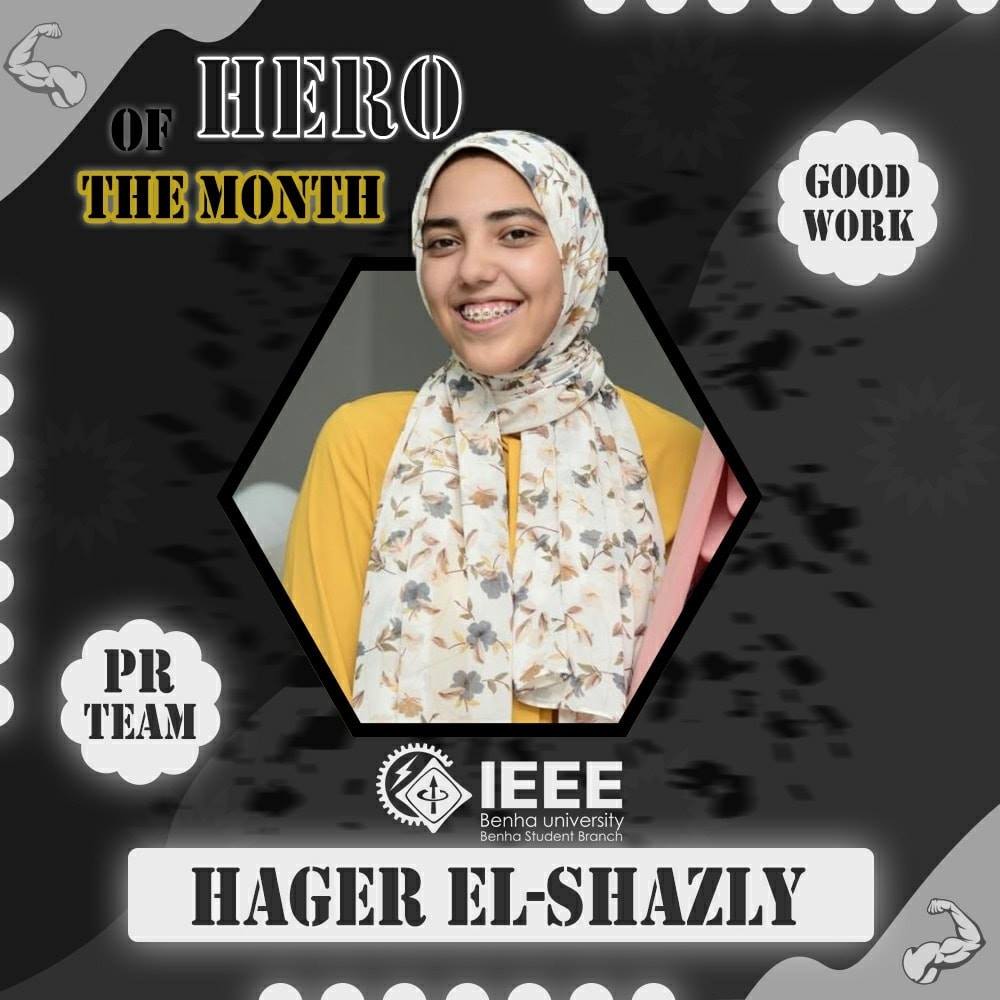 HERO
OF
THE MONTH
GOOD
WORK
PR
TEAM
IEEE
Benha university
Benha Student Branch
HAGER EL-SHAZLY